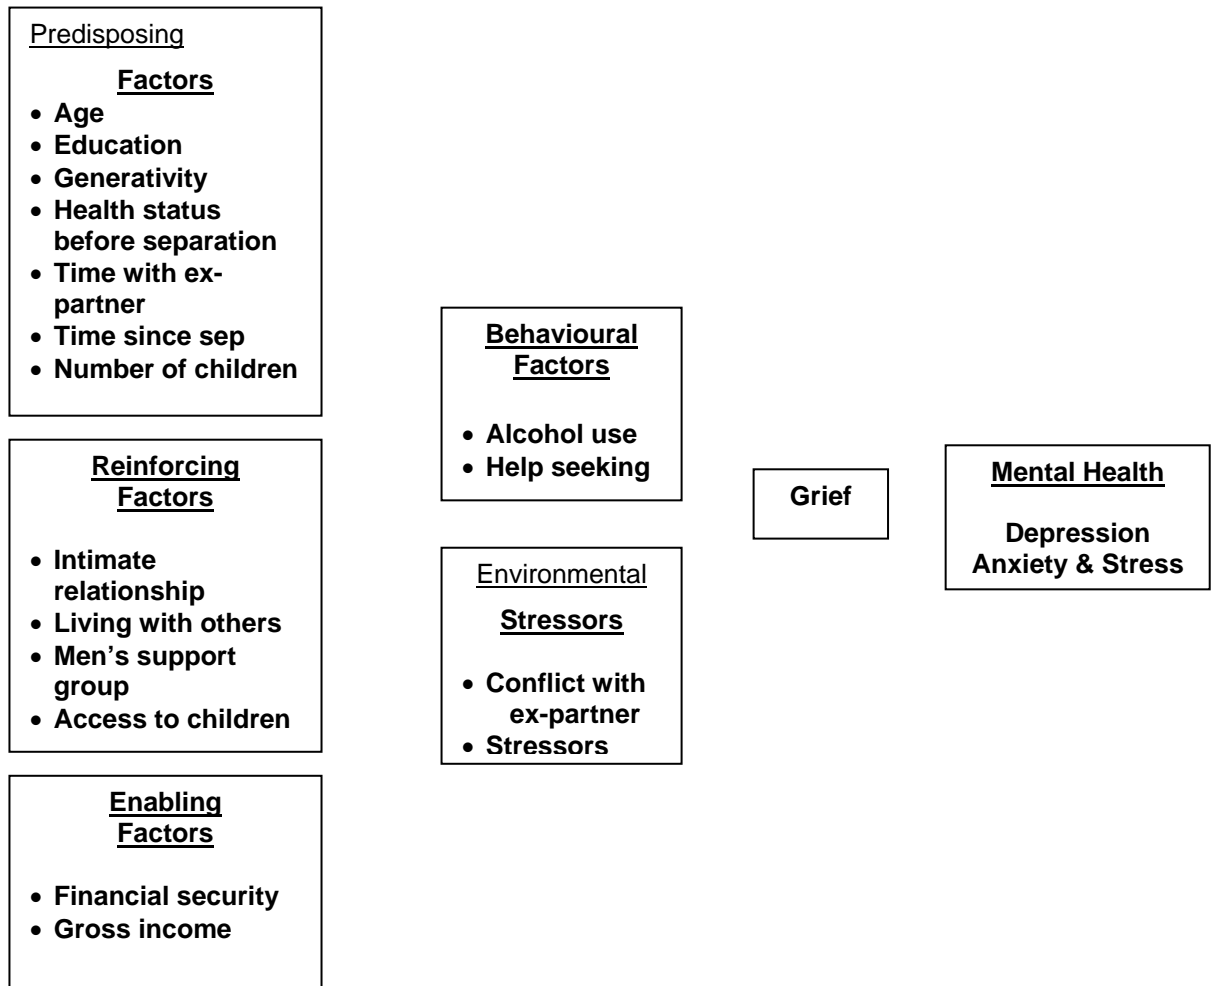 Predisposing
Factors
• Age
• Education
• Generativity
• Health status
before separation
• Time with ex-
partner
• Time since sep
• Number of children
Reinforcing
Factors
• Intimate
relationship
• Living with others
• Men’s support
group
• Access to children
Enabling
Factors
• Financial security
• Gross income
Behavioural
Factors
• Alcohol use
• Help seeking
Environmental
Stressors
• Conflict with
ex-partner
• Stressors
Grief
Mental Health
Depression
Anxiety & Stress